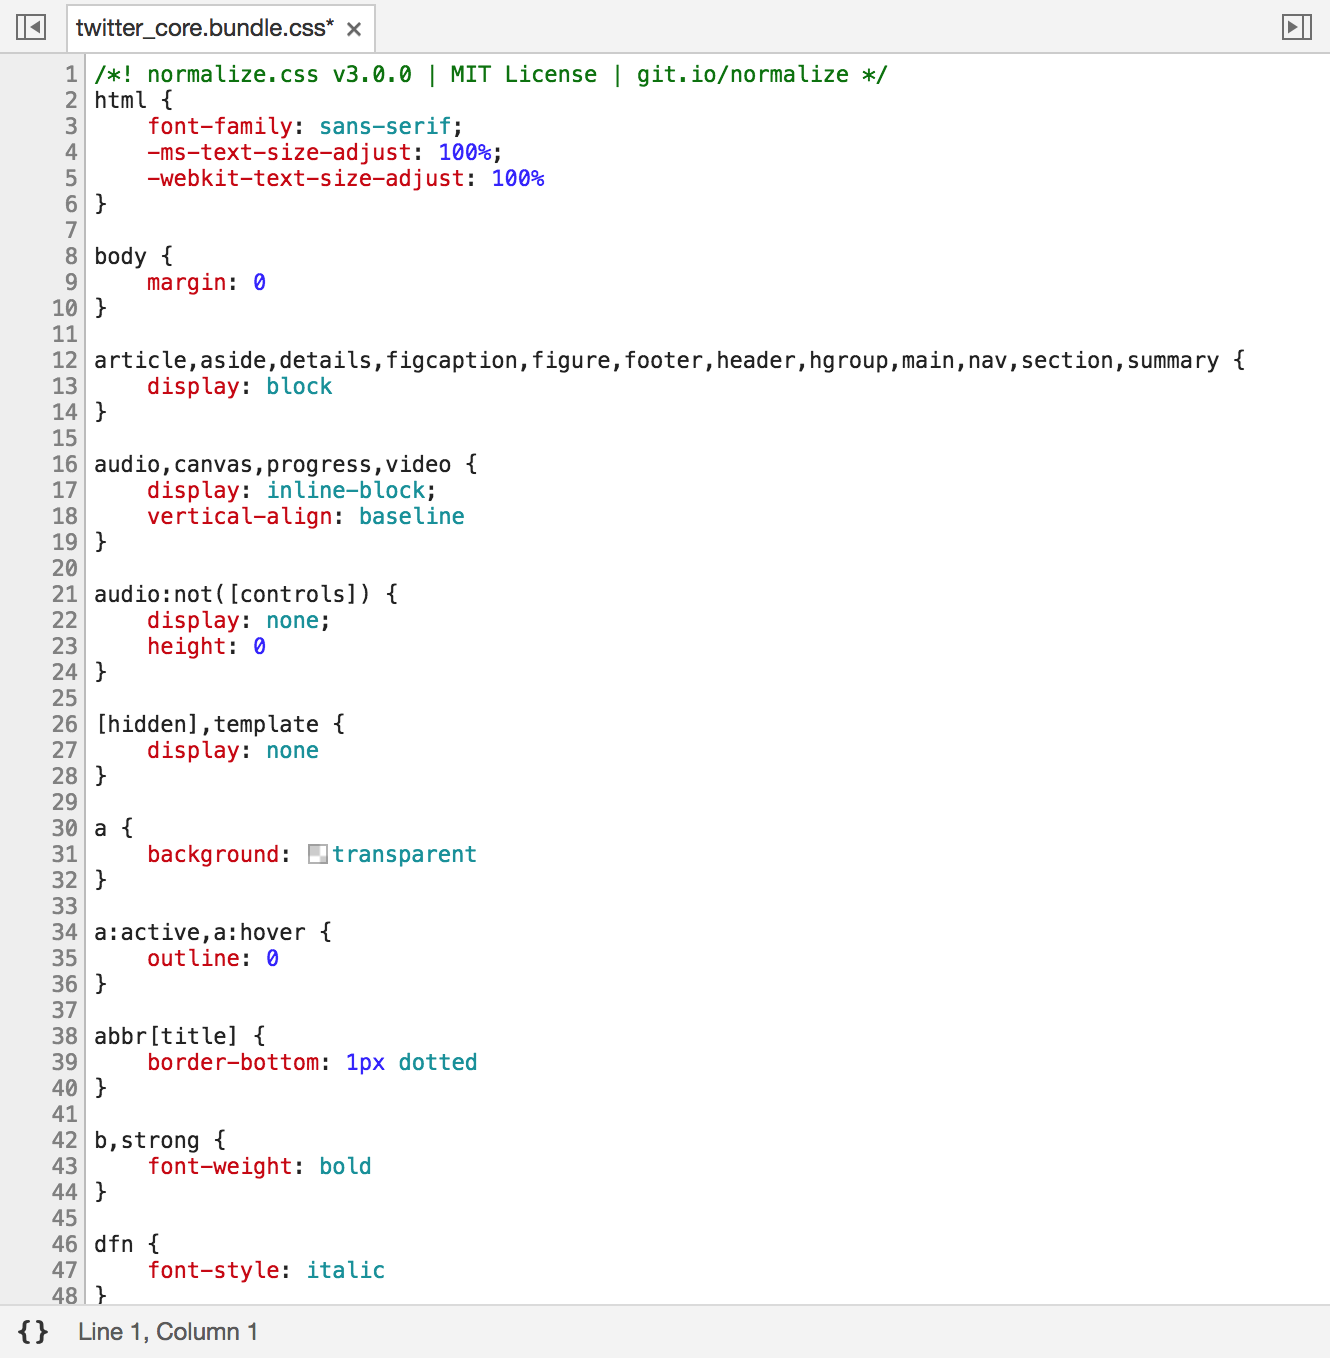 twitter_core.bundle.css* ×
1 /*! normalize.css v3.0.0 | MIT License | git.io/normalize */
2 html {
3     font-family: sans-serif;
4     -ms-text-size-adjust: 100%;
5     -webkit-text-size-adjust: 100%
6 }
7
8 body {
9     margin: 0
10 }
11
12 article,aside,details,figcaption,figure,footer,header,hgroup,main,nav,section,summary {
13     display: block
14 }
15
16 audio,canvas,progress,video {
17     display: inline-block;
18     vertical-align: baseline
19 }
20
21 audio:not([controls]) {
22     display: none;
23     height: 0
24 }
25
26 [hidden],template {
27     display: none
28 }
29
30 a {
31     background: transparent
32 }
33
34 a:active,a:hover {
35     outline: 0
36 }
37
38 abbr[title] {
39     border-bottom: 1px dotted
40 }
41
42 b,strong {
43     font-weight: bold
44 }
45
46 dfn {
47     font-style: italic
48 }
{} Line 1, Column 1